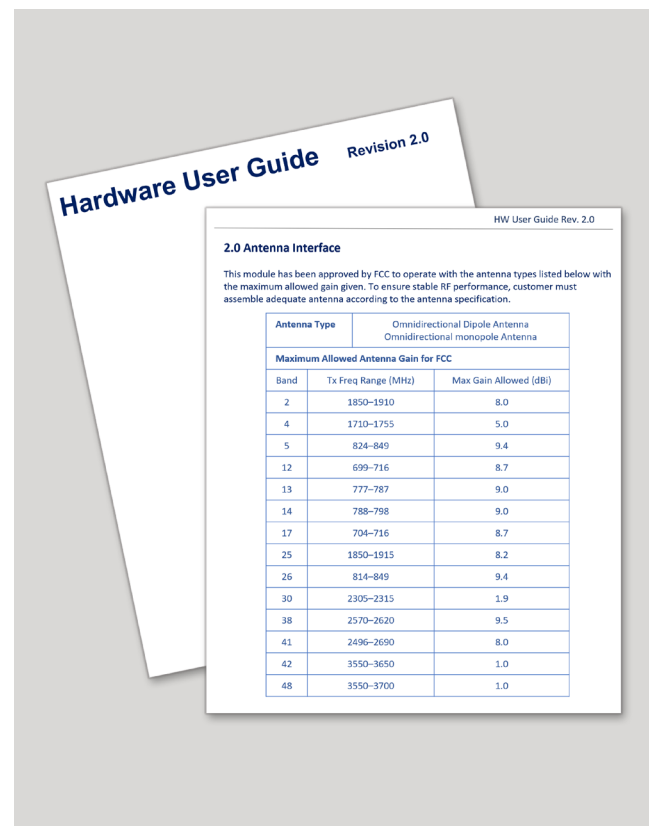 Hardware User Guide Revision 2.0
HW User Guide Rev. 2.0
2.0 Antenna Interface
This module has been approved by FCC to operate with the antenna types listed below with
the maximum allowed gain given. To ensure stable RF performance, customer must
assemble adequate antenna according to the antenna specification.
Antenna Type Omnidirectional Dipole Antenna
Omnidirectional monopole Antenna
Maximum Allowed Antenna Gain for FCC
Band Tx Freq Range (MHz) Max Gain Allowed (dBi)
2 1850–1910 8.0
4 1710–1755 5.0
5 824–849 9.4
12 699–716 8.7
13 777–787 9.0
14 788–798 9.0
17 704–716 8.7
25 1850–1915 8.2
26 814–849 9.4
30 2305–2315 1.9
38 2570–2620 9.5
41 2496–2690 8.0
42 3550–3650 1.0
48 3550–3700 1.0